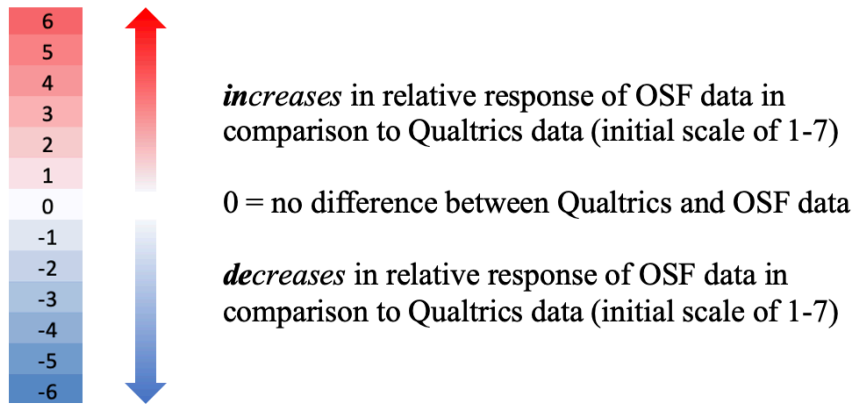 6
5
4
3
2
1
0
-1
-2
-3
-4
-5
-6
increases in relative response of OSF data in
comparison to Qualtrics data (initial scale of 1-7)
0 = no difference between Qualtrics and OSF data
decreases in relative response of OSF data in
comparison to Qualtrics data (initial scale of 1-7)